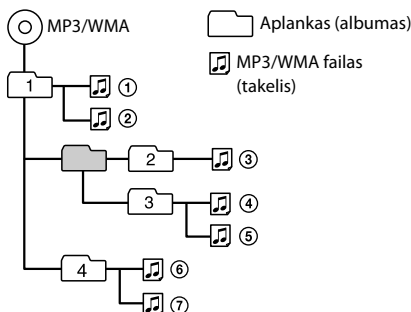 MP3/WMA
Aplankas (albumas)
MP3/WMA failas
(takelis)
1
①
②
2
③
3
④
⑤
4
⑥
⑦